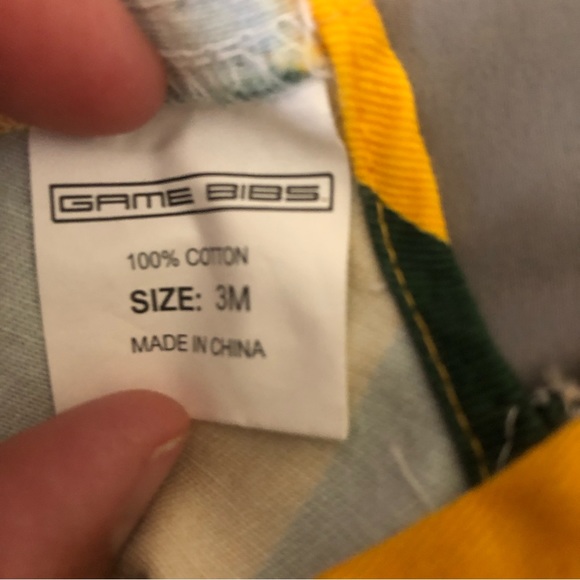 GAME BIBS.
100% COTTON
SIZE: 3M
MADE IN CHINA